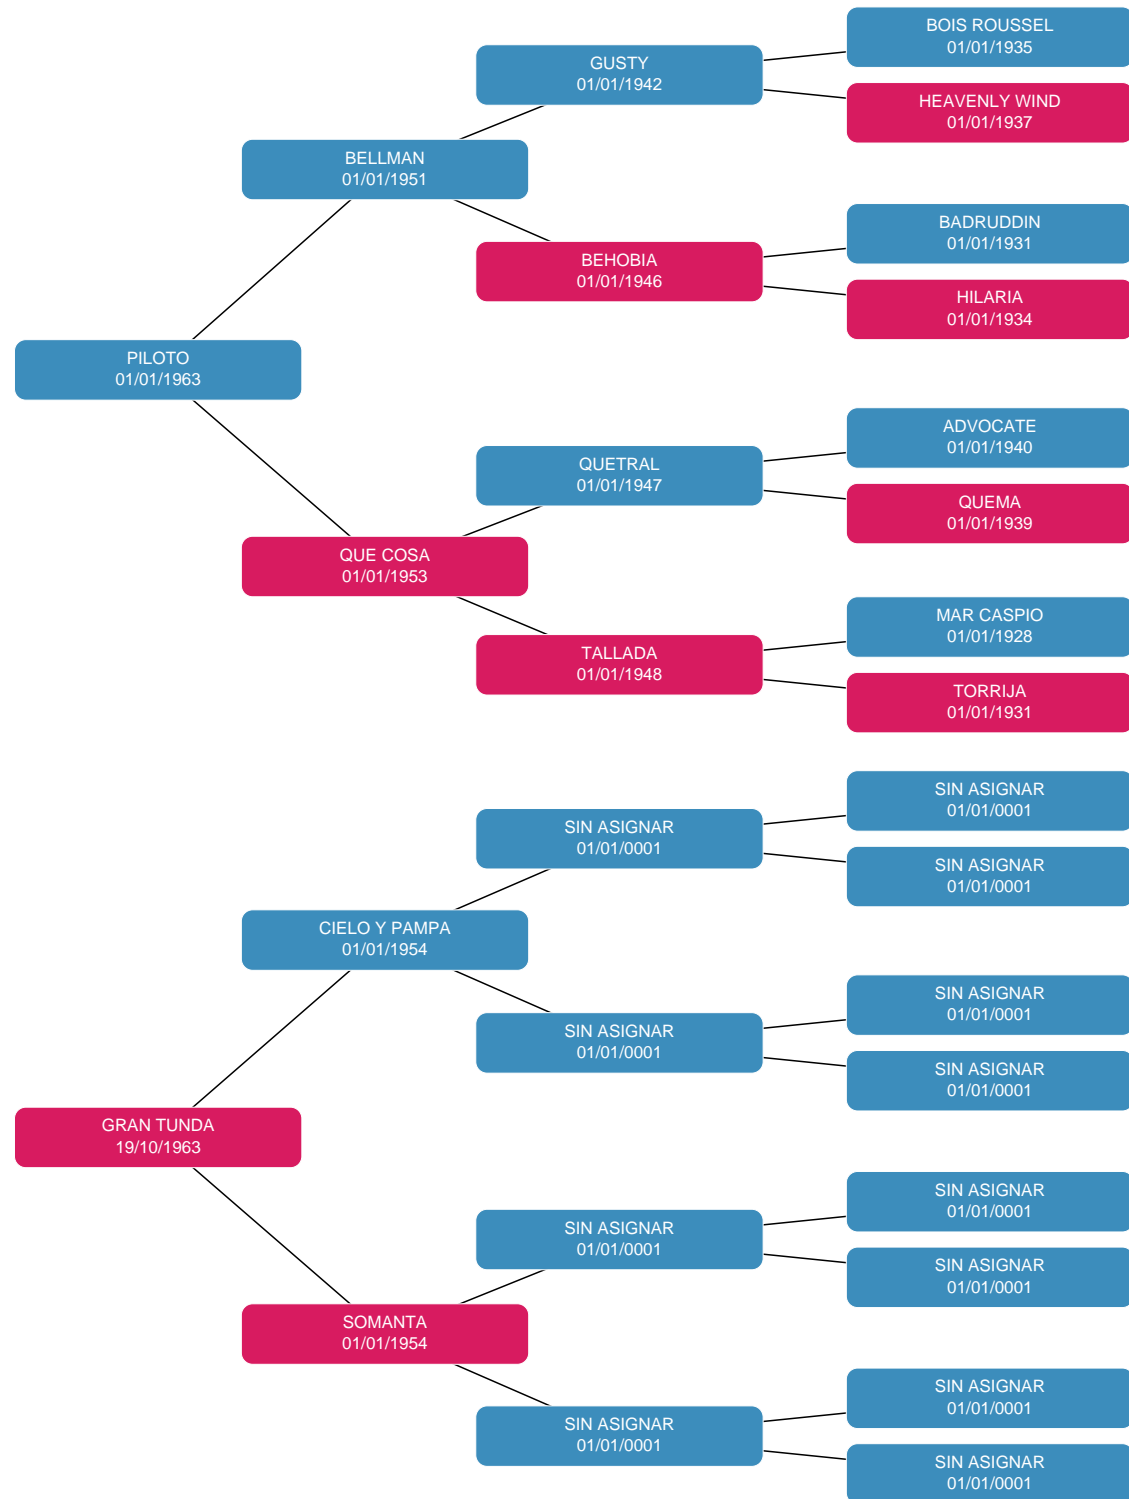 BOIS ROUSSEL
01/01/1935
GUSTY
01/01/1942
HEAVENLY WIND
01/01/1937
BELLMAN
01/01/1951
BADRUDDIN
01/01/1931
BEHOBIA
01/01/1946
HILARIA
01/01/1934
PILOTO
01/01/1963
ADVOCATE
01/01/1940
QUETRAL
01/01/1947
QUEMA
01/01/1939
QUE COSA
01/01/1953
MAR CASPIO
01/01/1928
TALLADA
01/01/1948
TORRIJA
01/01/1931
SIN ASIGNAR
01/01/0001
SIN ASIGNAR
01/01/0001
SIN ASIGNAR
01/01/0001
CIELO Y PAMPA
01/01/1954
SIN ASIGNAR
01/01/0001
SIN ASIGNAR
01/01/0001
SIN ASIGNAR
01/01/0001
GRAN TUNDA
19/10/1963
SIN ASIGNAR
01/01/0001
SIN ASIGNAR
01/01/0001
SIN ASIGNAR
01/01/0001
SOMANTA
01/01/1954
SIN ASIGNAR
01/01/0001
SIN ASIGNAR
01/01/0001
SIN ASIGNAR
01/01/0001